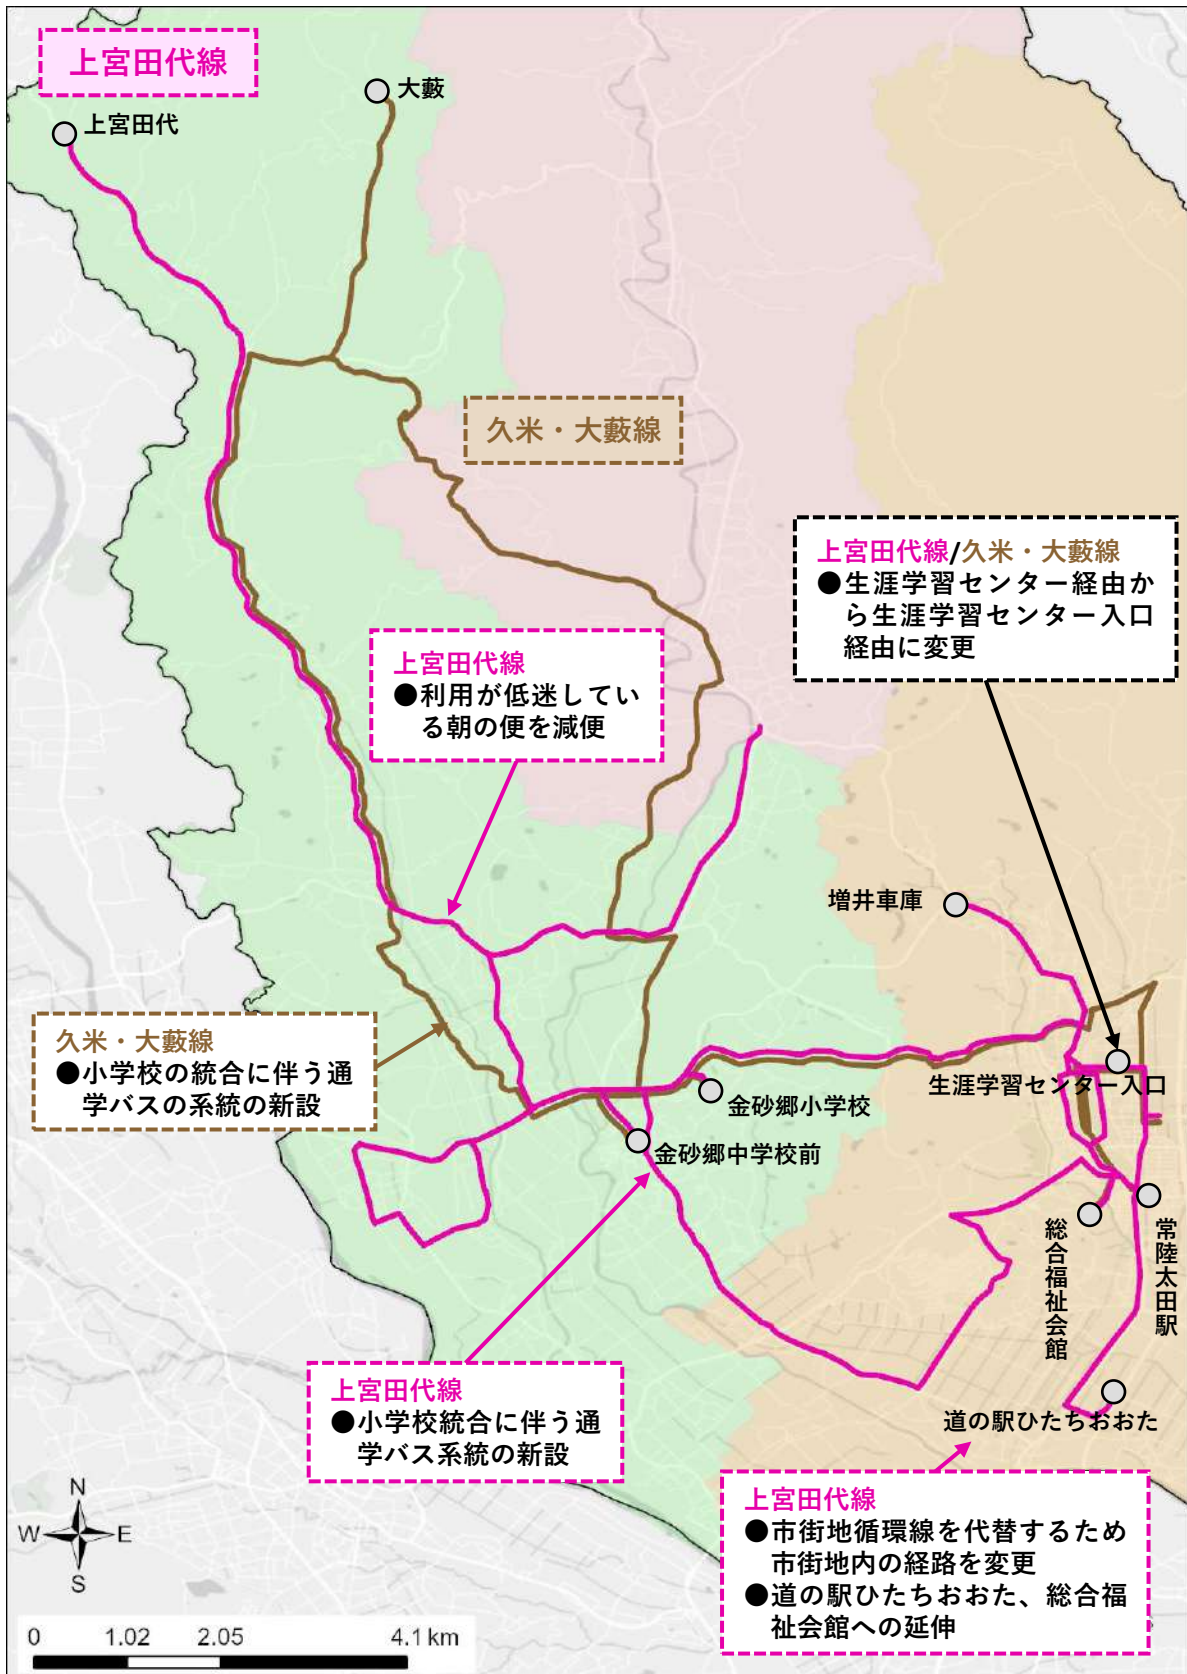 上宮田代線
大藪
上宮田代
久米・大藪線
上宮田代線/久米・大藪線
●生涯学習センター経由か
ら生涯学習センター入口
経由に変更
上宮田代線
●利用が低迷してい
る朝の便を減便
増井車庫
久米・大藪線
●小学校の統合に伴う通
学バスの系統の新設
生涯学習センター入口
金砂郷小学校
金砂郷中学校前
総合福祉会館
常陸太田駅
上宮田代線
●小学校統合に伴う通
学バス系統の新設
道の駅ひたちおおた
上宮田代線
●市街地循環線を代替するため
市街地内の経路を変更
●道の駅ひたちおおた、総合福
祉会館への延伸
N
W E
S
0 1.02 2.05 4.1 km